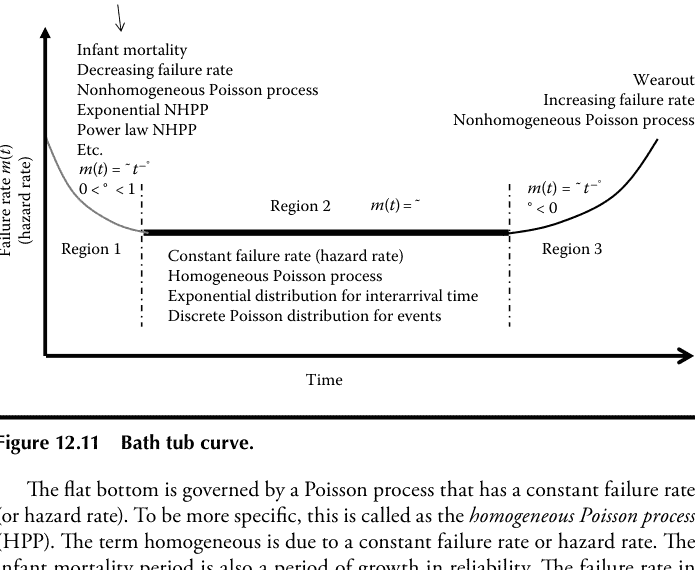 Infant mortality
Decreasing failure rate
Nonhomogeneous Poisson process
Exponential NHPP
Power law NHPP
Etc.
m(t) = ˜ t−°
0 < ° < 1
Wearout
Increasing failure rate
Nonhomogeneous Poisson process
m(t) = ˜ t−°
° < 0
Region 2 m(t) = ˜
Region 1
Region 3
Constant failure rate (hazard rate)
Homogeneous Poisson process
Exponential distribution for interarrival time
Discrete Poisson distribution for events
Failure rate m(t)
(hazard rate)
Time
Figure 12.11 Bath tub curve.
The flat bottom is governed by a Poisson process that has a constant failure rate
(or hazard rate). To be more specific, this is called as the homogeneous Poisson process
(HPP). The term homogeneous is due to a constant failure rate or hazard rate. The
infant mortality period is also a period of growth in reliability. The failure rate in